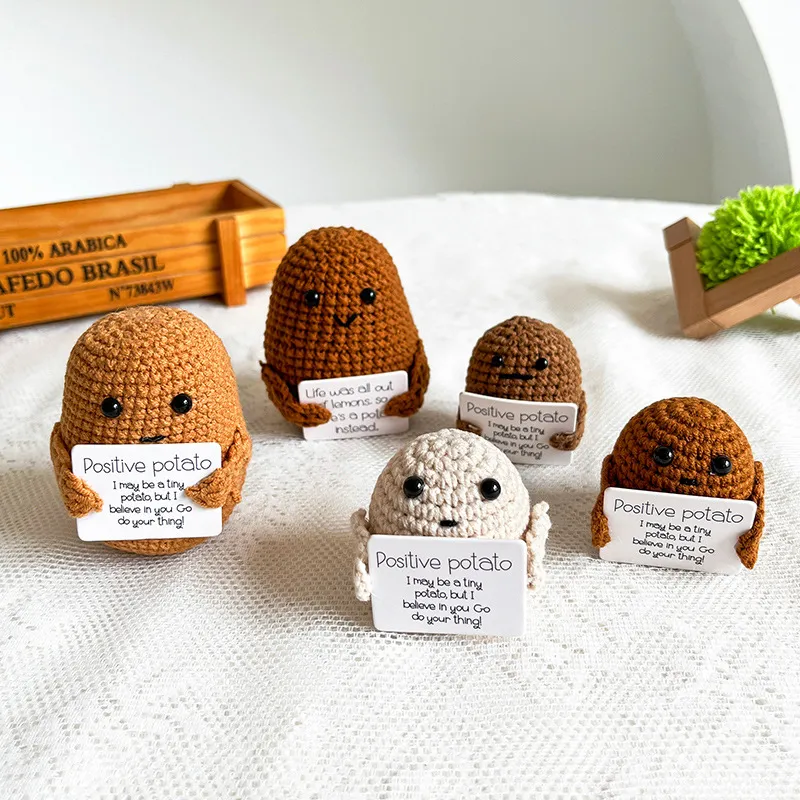 100% ARABICA
AFEDO BRASIL
N°73843W
UT
Life was all out
of lemons, so
instead.
Positive potato
I may be a tiny
potato, but I
believe in you Go
do your thing!
Positive potato
I may be a tiny
potato, but I
believe in you Go
do your thing!
Positive potato
I may be a tiny
potato, but I
believe in you Go
do your thing!
Positive potato
I may be a tiny
potato, but I
believe in you Go
do your thing!